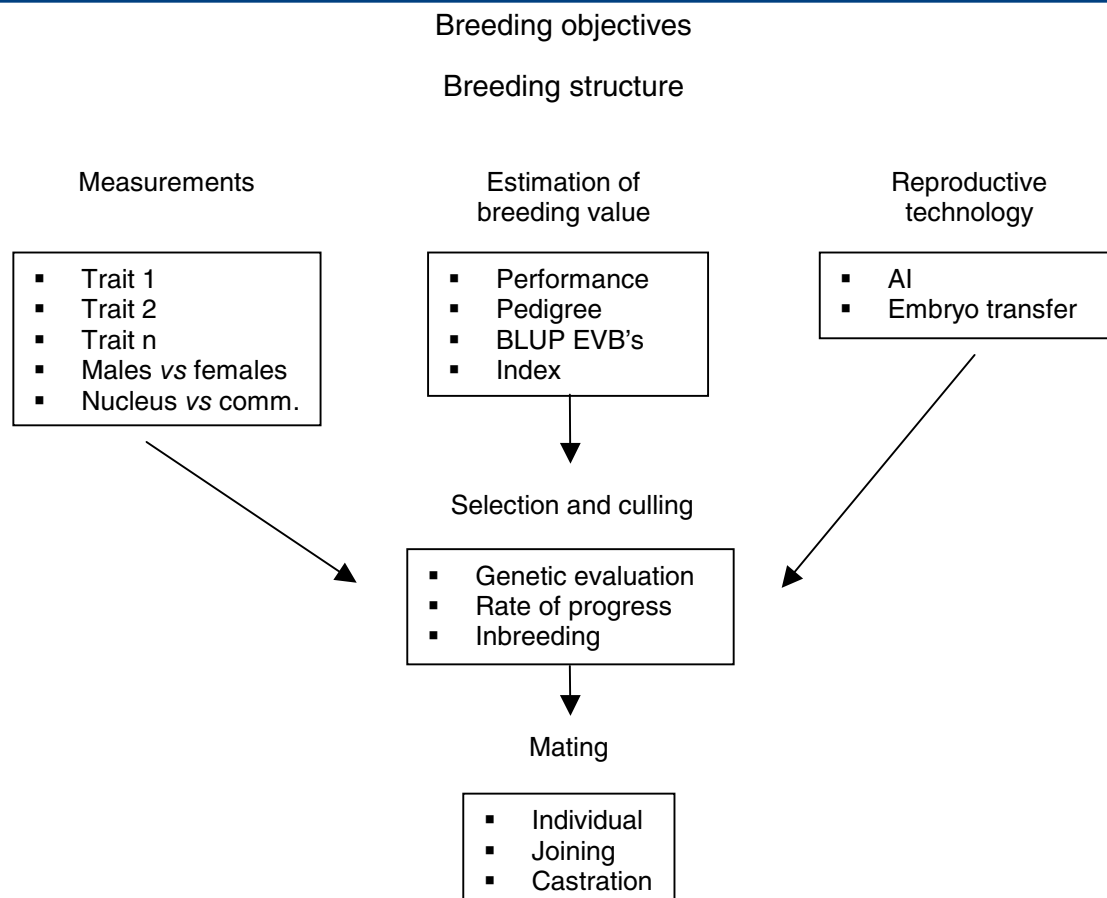 Breeding objectives
Breeding structure
Measurements
▪ Trait 1
▪ Trait 2
▪ Trait n
▪ Males vs females
▪ Nucleus vs comm.
Estimation of
breeding value
▪ Performance
▪ Pedigree
▪ BLUP EVB's
▪ Index
Reproductive
technology
▪ AI
▪ Embryo transfer
Selection and culling
▪ Genetic evaluation
▪ Rate of progress
▪ Inbreeding
Mating
▪ Individual
▪ Joining
▪ Castration